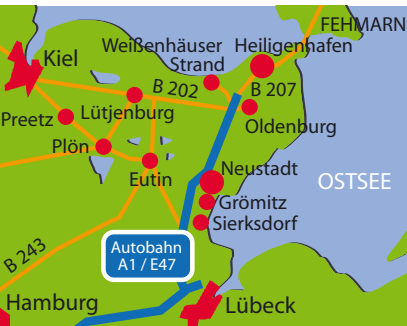 FEHMARN
Weißenhäuser
Strand
Heiligenhafen
Kiel
B 202
B 207
Preetz
Lütjenburg
Oldenburg
Plön
Eutin
Neustadt
OSTSEE
Grömitz
Sierksdorf
Autobahn
A1 / E47
B 243
Hamburg
Lübeck